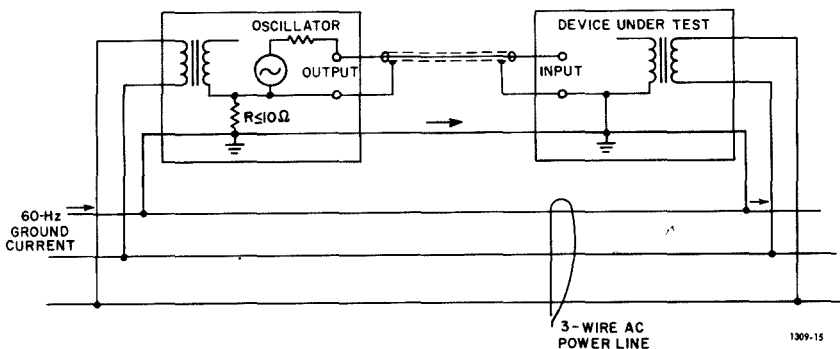 OSCILLATOR
OUTPUT
R≤10Ω
DEVICE UNDER TEST
INPUT
60-Hz
GROUND
CURRENT
3-WIRE AC
POWER LINE
1309-15